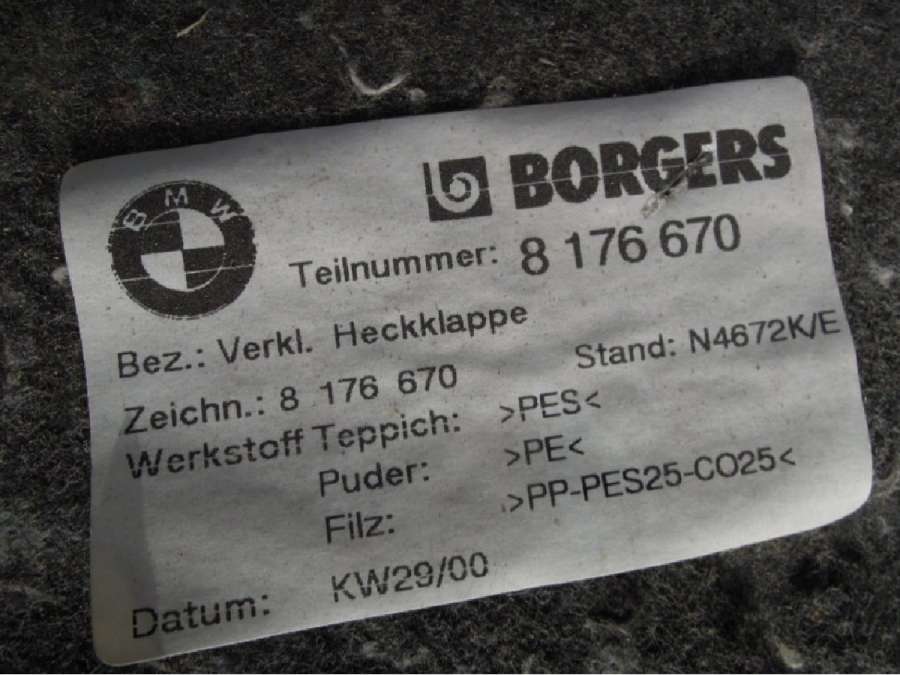 BMW
BORGERS
Teilnummer: 8 176 670
Bez.: Verkl. Heckklappe
Zeichn.: 8 176 670 Stand: N4672K/E
Werkstoff Teppich: >PES<
Puder: >PE<
Filz: >PP-PES25-CO25<
Datum: KW29/00